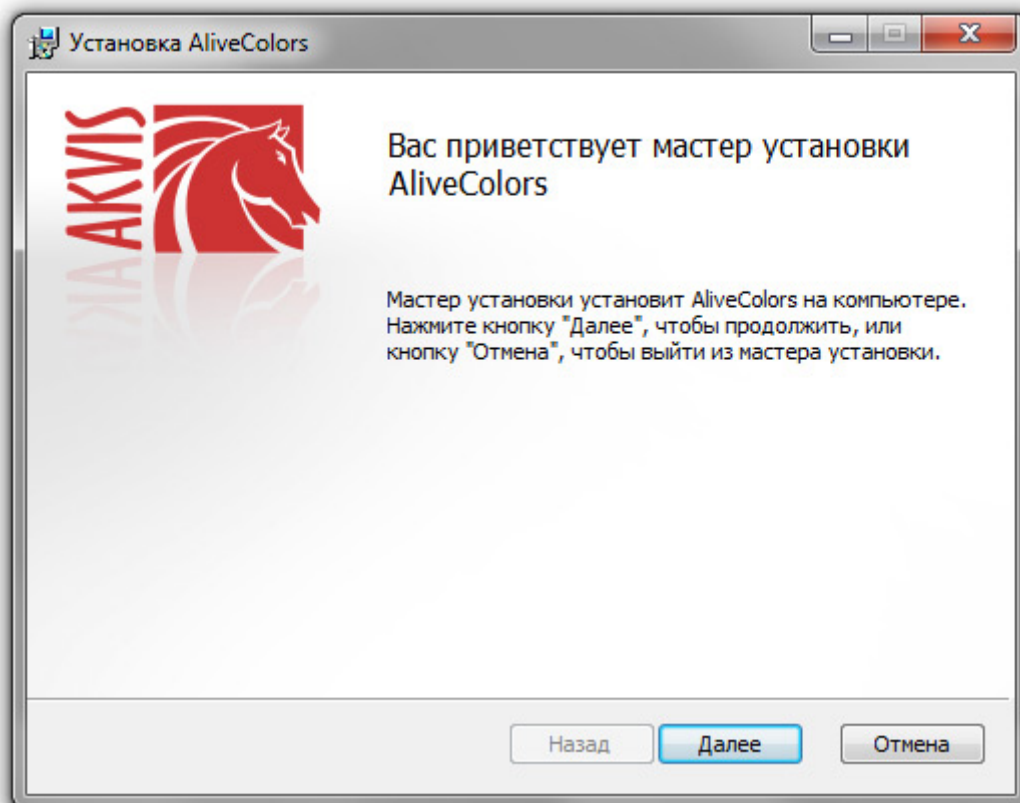 Установка AliveColors
AKVIS
Вас приветствует мастер установки
AliveColors
Мастер установки установит AliveColors на компьютере.
Нажмите кнопку "Далее", чтобы продолжить, или
кнопку "Отмена", чтобы выйти из мастера установки.
Назад
Далее
Отмена